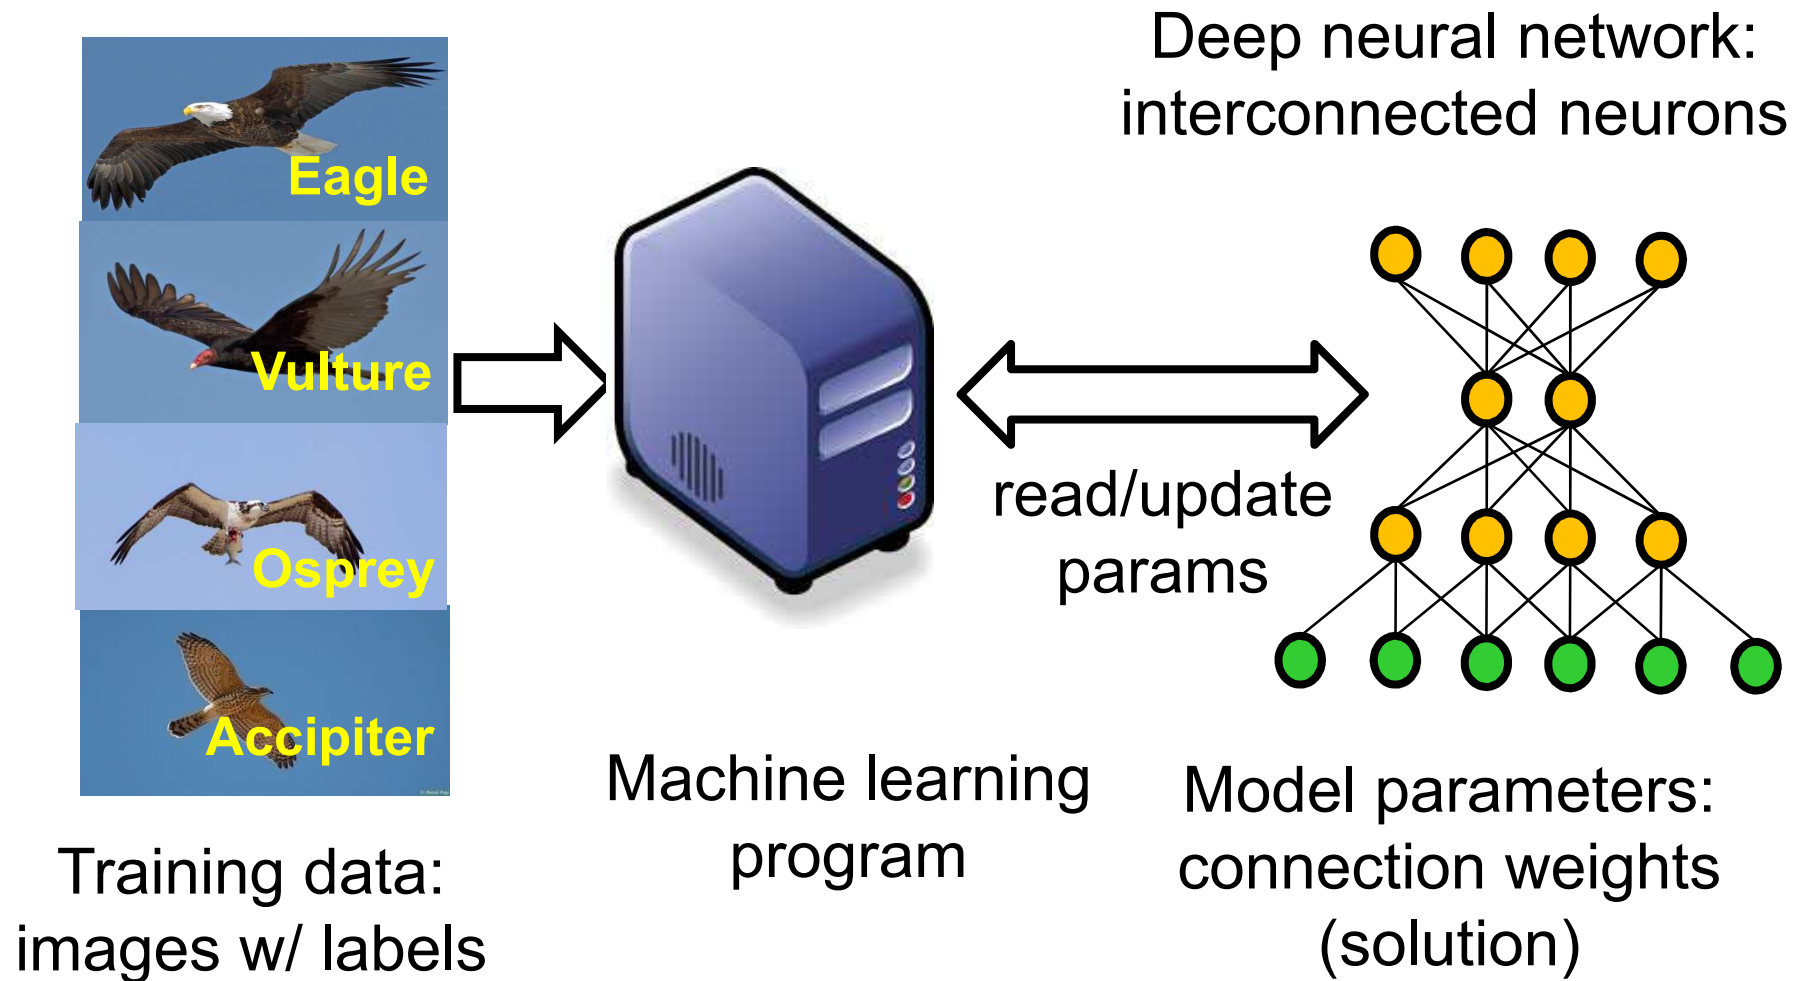 Deep neural network:
interconnected neurons
Eagle
Vulture
Osprey
Accipiter
read/update
params
Training data:
images w/ labels
Machine learning
program
Model parameters:
connection weights
(solution)